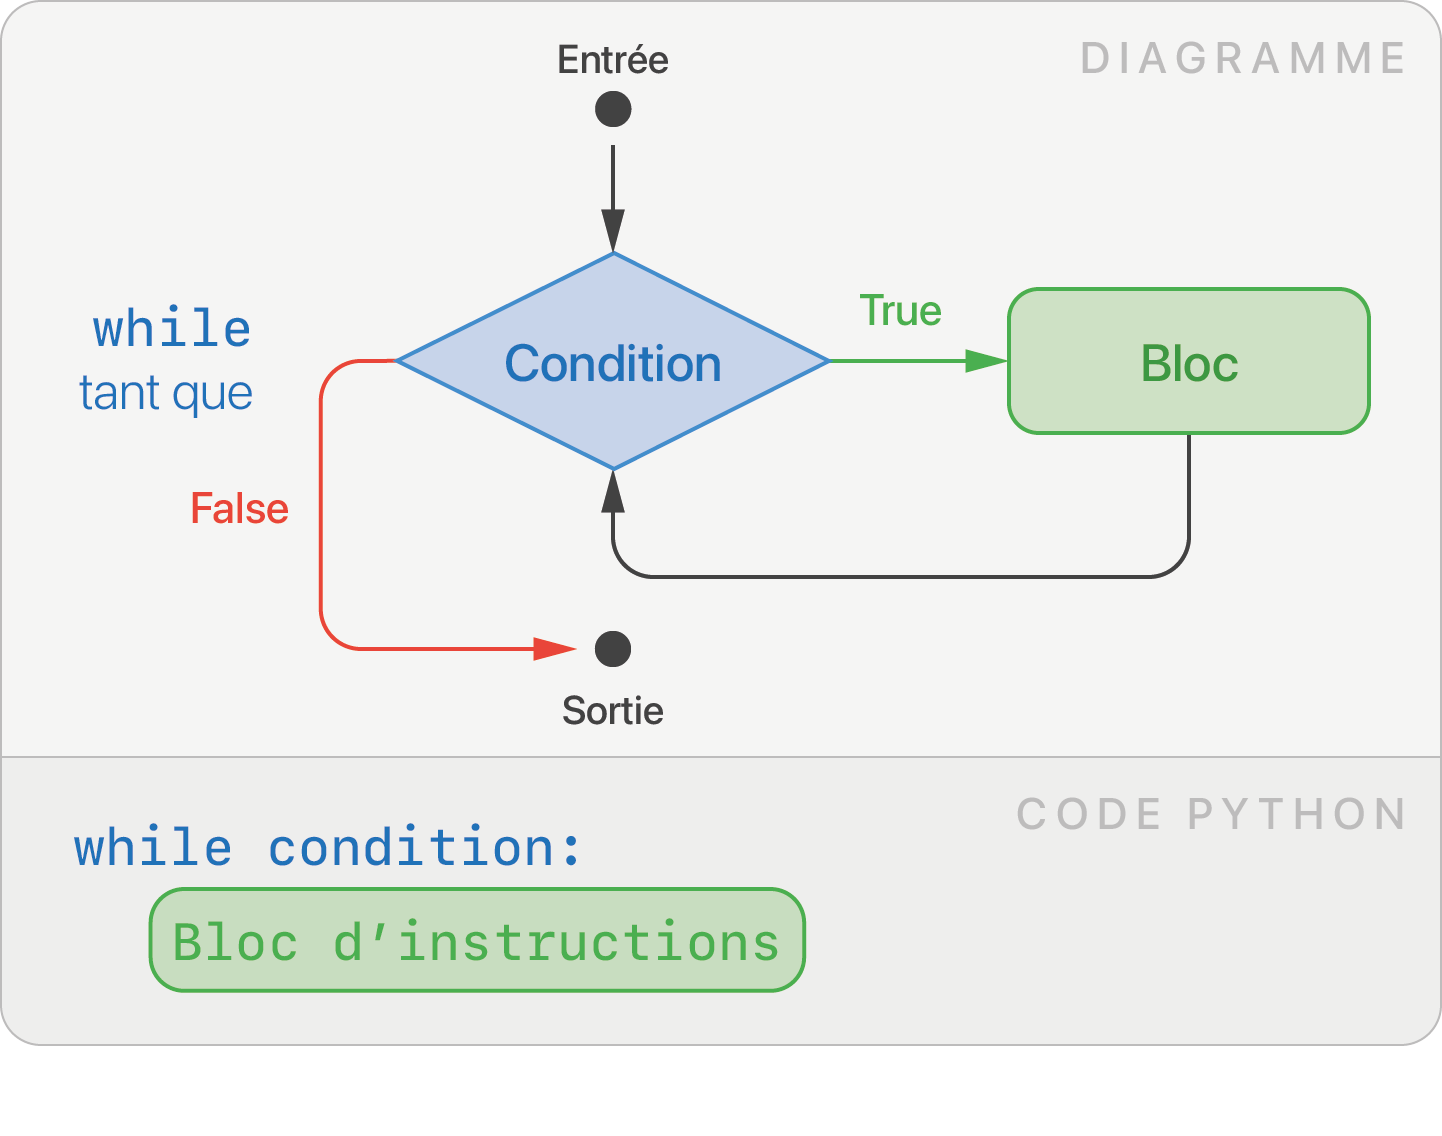 DIAGRAMME
Entrée
while
tant que
Condition
True
Bloc
False
Sortie
CODE PYTHON
while condition:
Bloc d’instructions